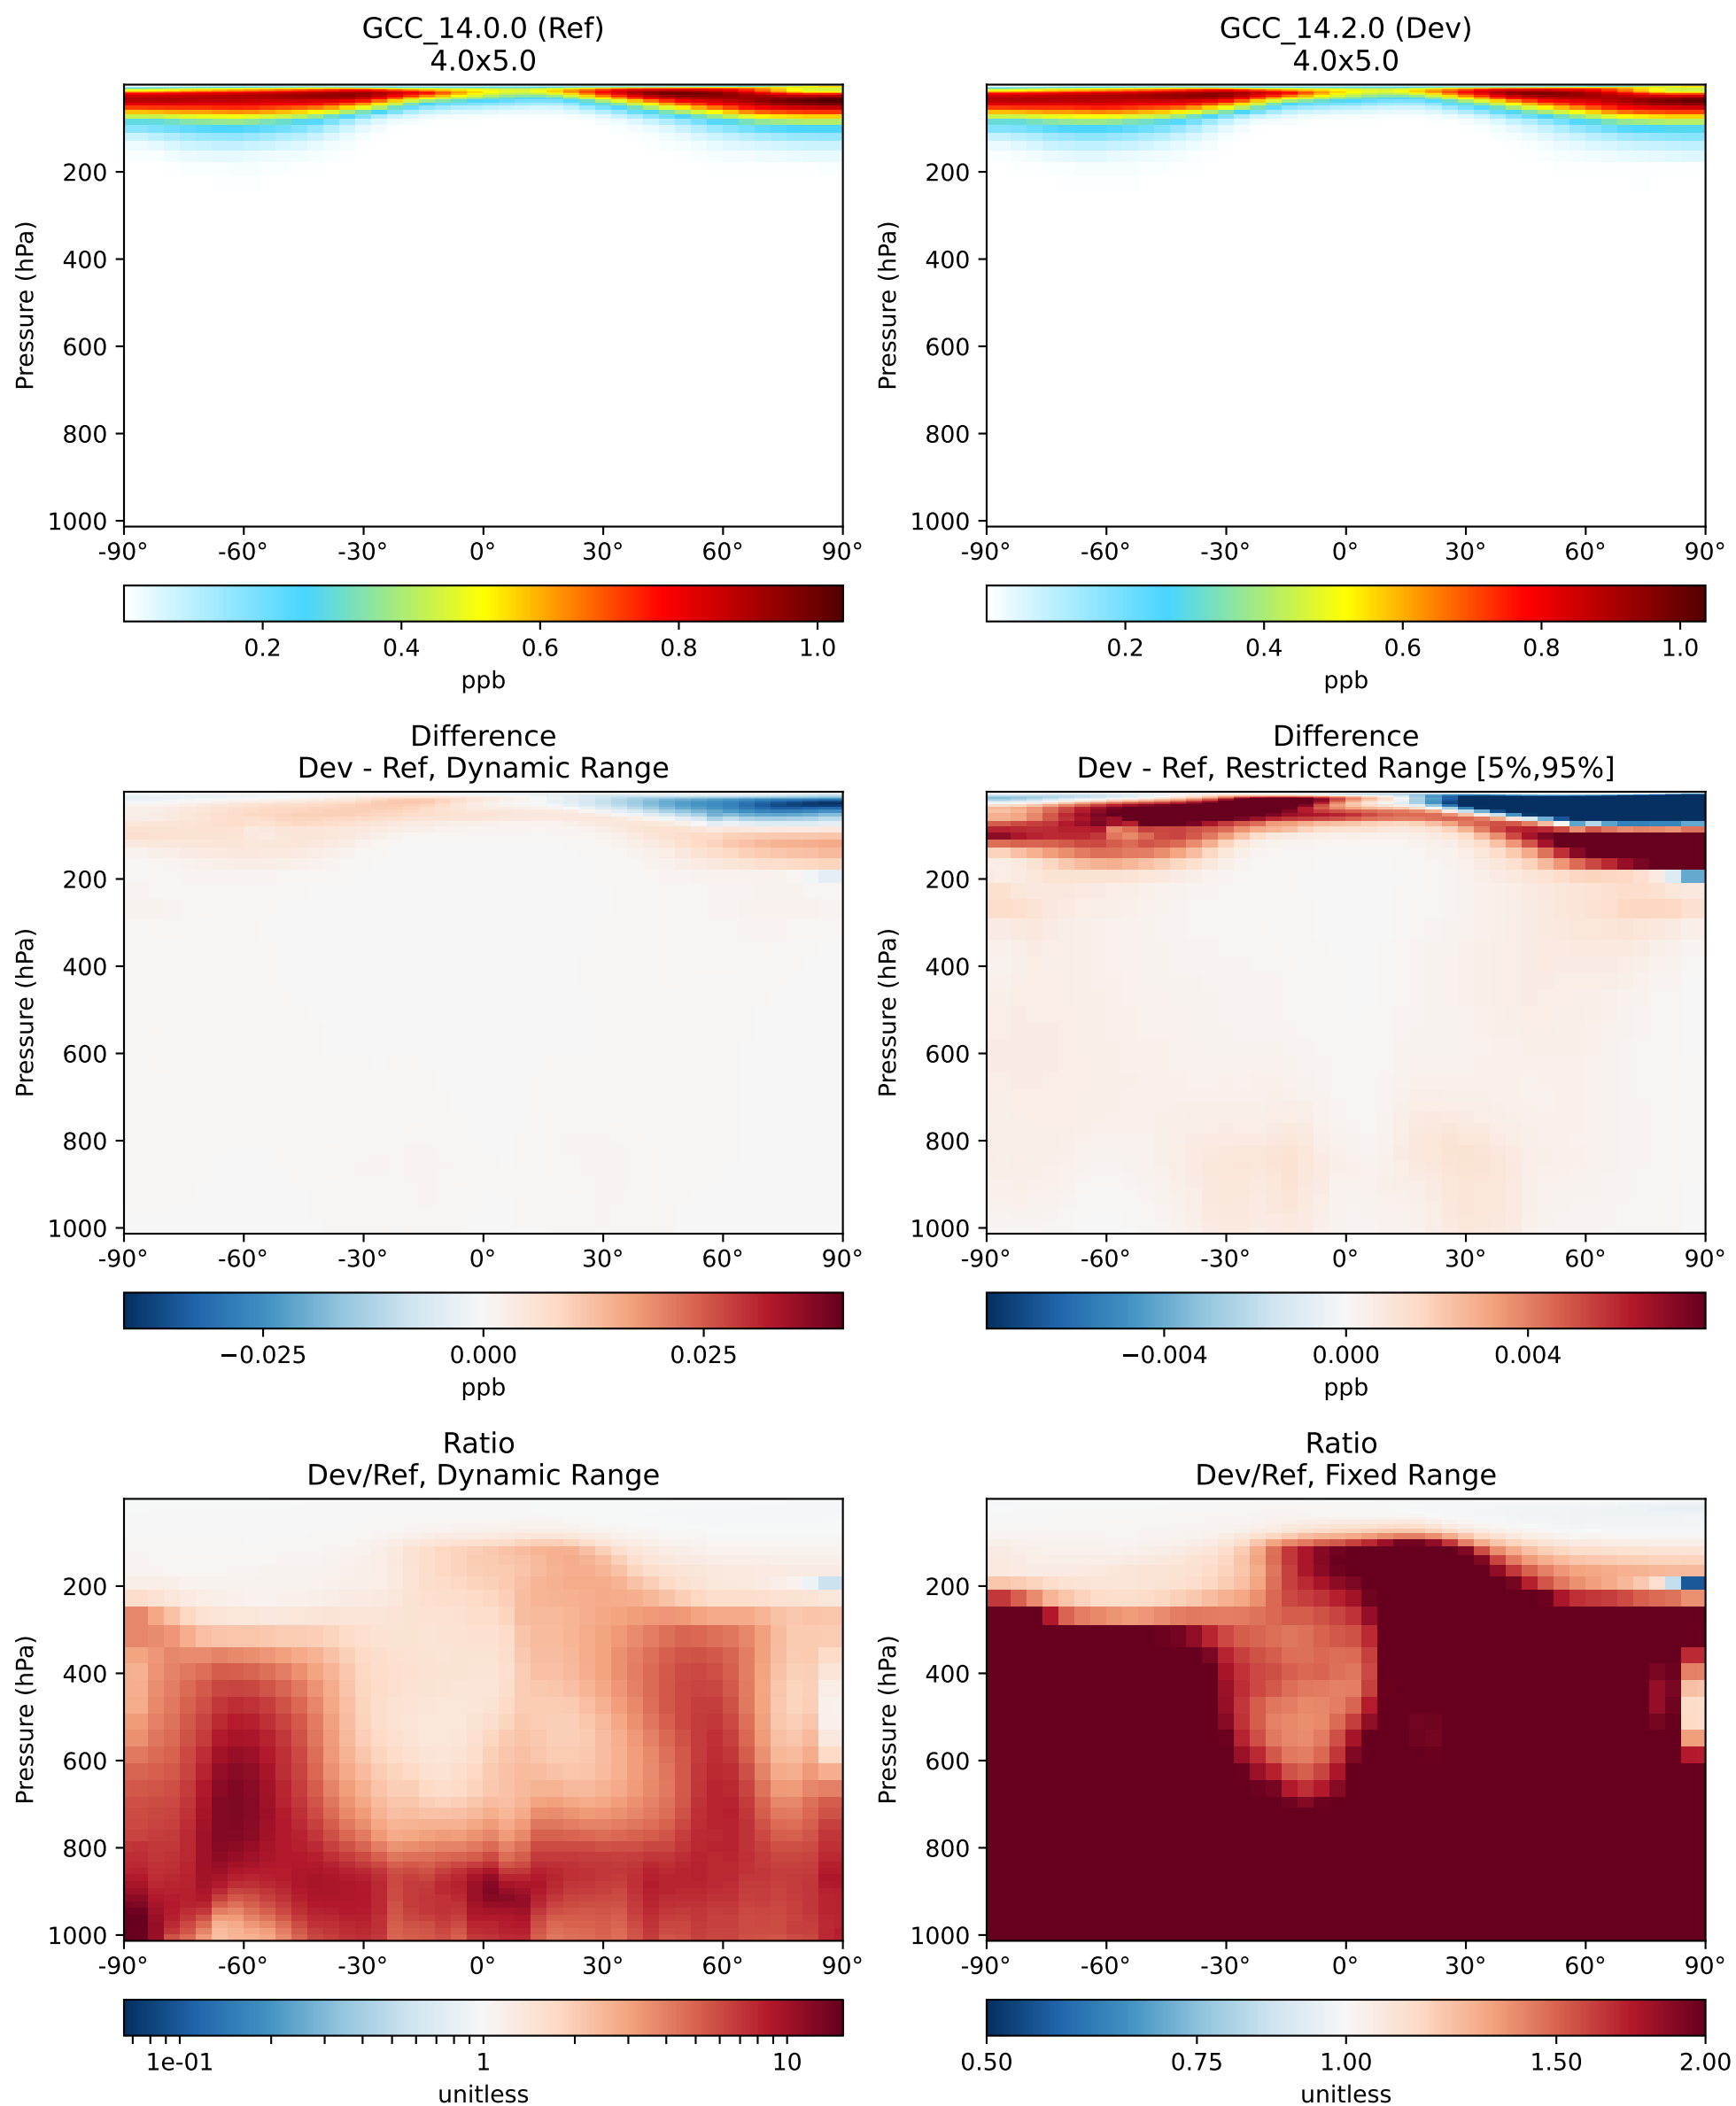 GCC_14.0.0 (Ref)
4.0x5.0
Pressure (hPa)
200
400
600
800
1000
-90° -60° -30° 0° 30° 60° 90°
0.2 0.4 0.6 0.8 1.0
ppb
GCC_14.2.0 (Dev)
4.0x5.0
Pressure (hPa)
200
400
600
800
1000
-90° -60° -30° 0° 30° 60° 90°
0.2 0.4 0.6 0.8 1.0
ppb
Difference
Dev - Ref, Dynamic Range
Pressure (hPa)
200
400
600
800
1000
-90° -60° -30° 0° 30° 60° 90°
−0.025 0.000 0.025
ppb
Difference
Dev - Ref, Restricted Range [5%,95%]
Pressure (hPa)
200
400
600
800
1000
-90° -60° -30° 0° 30° 60° 90°
−0.004 0.000 0.004
ppb
Ratio
Dev/Ref, Dynamic Range
Pressure (hPa)
200
400
600
800
1000
-90° -60° -30° 0° 30° 60° 90°
1e-01 1 10
unitless
Ratio
Dev/Ref, Fixed Range
Pressure (hPa)
200
400
600
800
1000
-90° -60° -30° 0° 30° 60° 90°
0.50 0.75 1.00 1.50 2.00
unitless